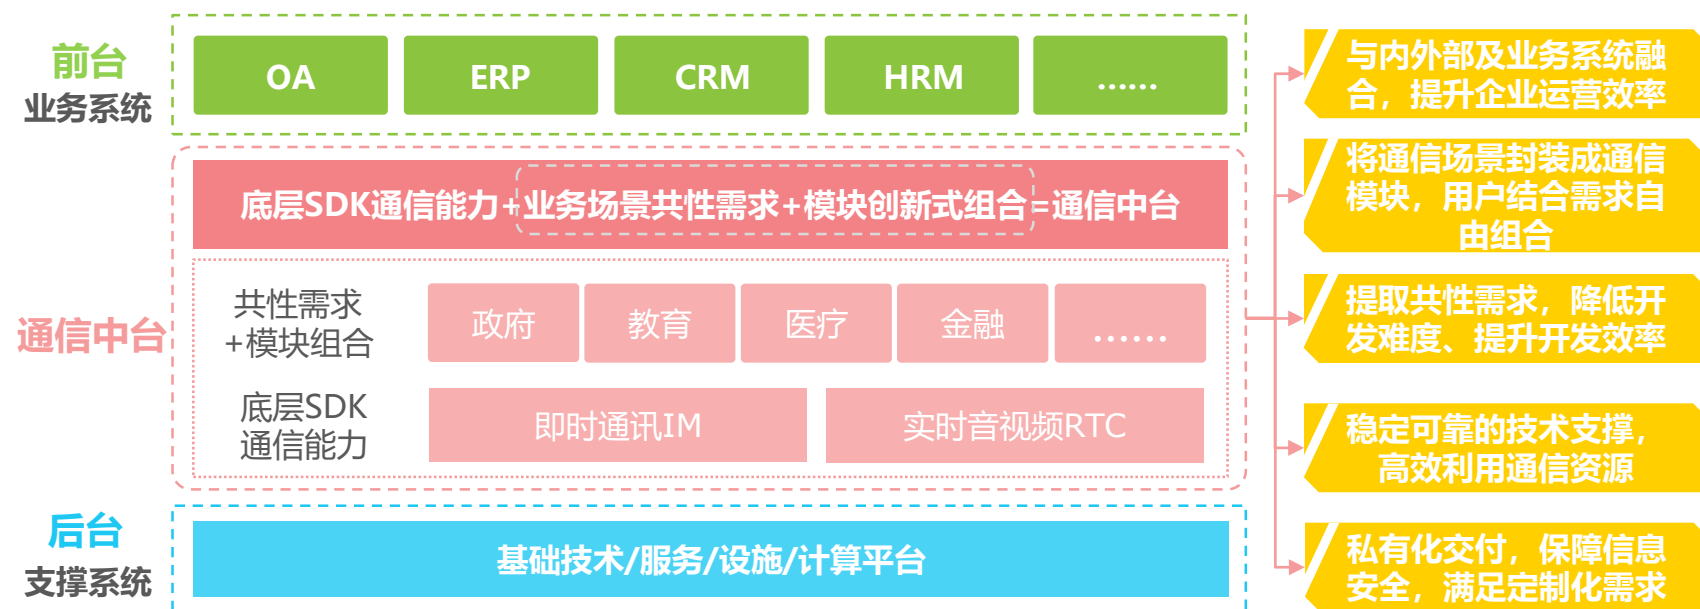 前台
业务系统
OA
ERP
CRM
HRM
……
通信中台
底层SDK通信能力+业务场景共性需求+模块创新式组合=通信中台
共性需求
+模块组合
政府
教育
医疗
金融
……
底层SDK
通信能力
即时通讯IM
实时音视频RTC
后台
支撑系统
基础技术/服务/设施/计算平台
与内外部及业务系统融
合，提升企业运营效率
将通信场景封装成通信
模块，用户结合需求自
由组合
提取共性需求，降低开
发难度、提升开发效率
稳定可靠的技术支撑，
高效利用通信资源
私有化交付，保障信息
安全，满足定制化需求